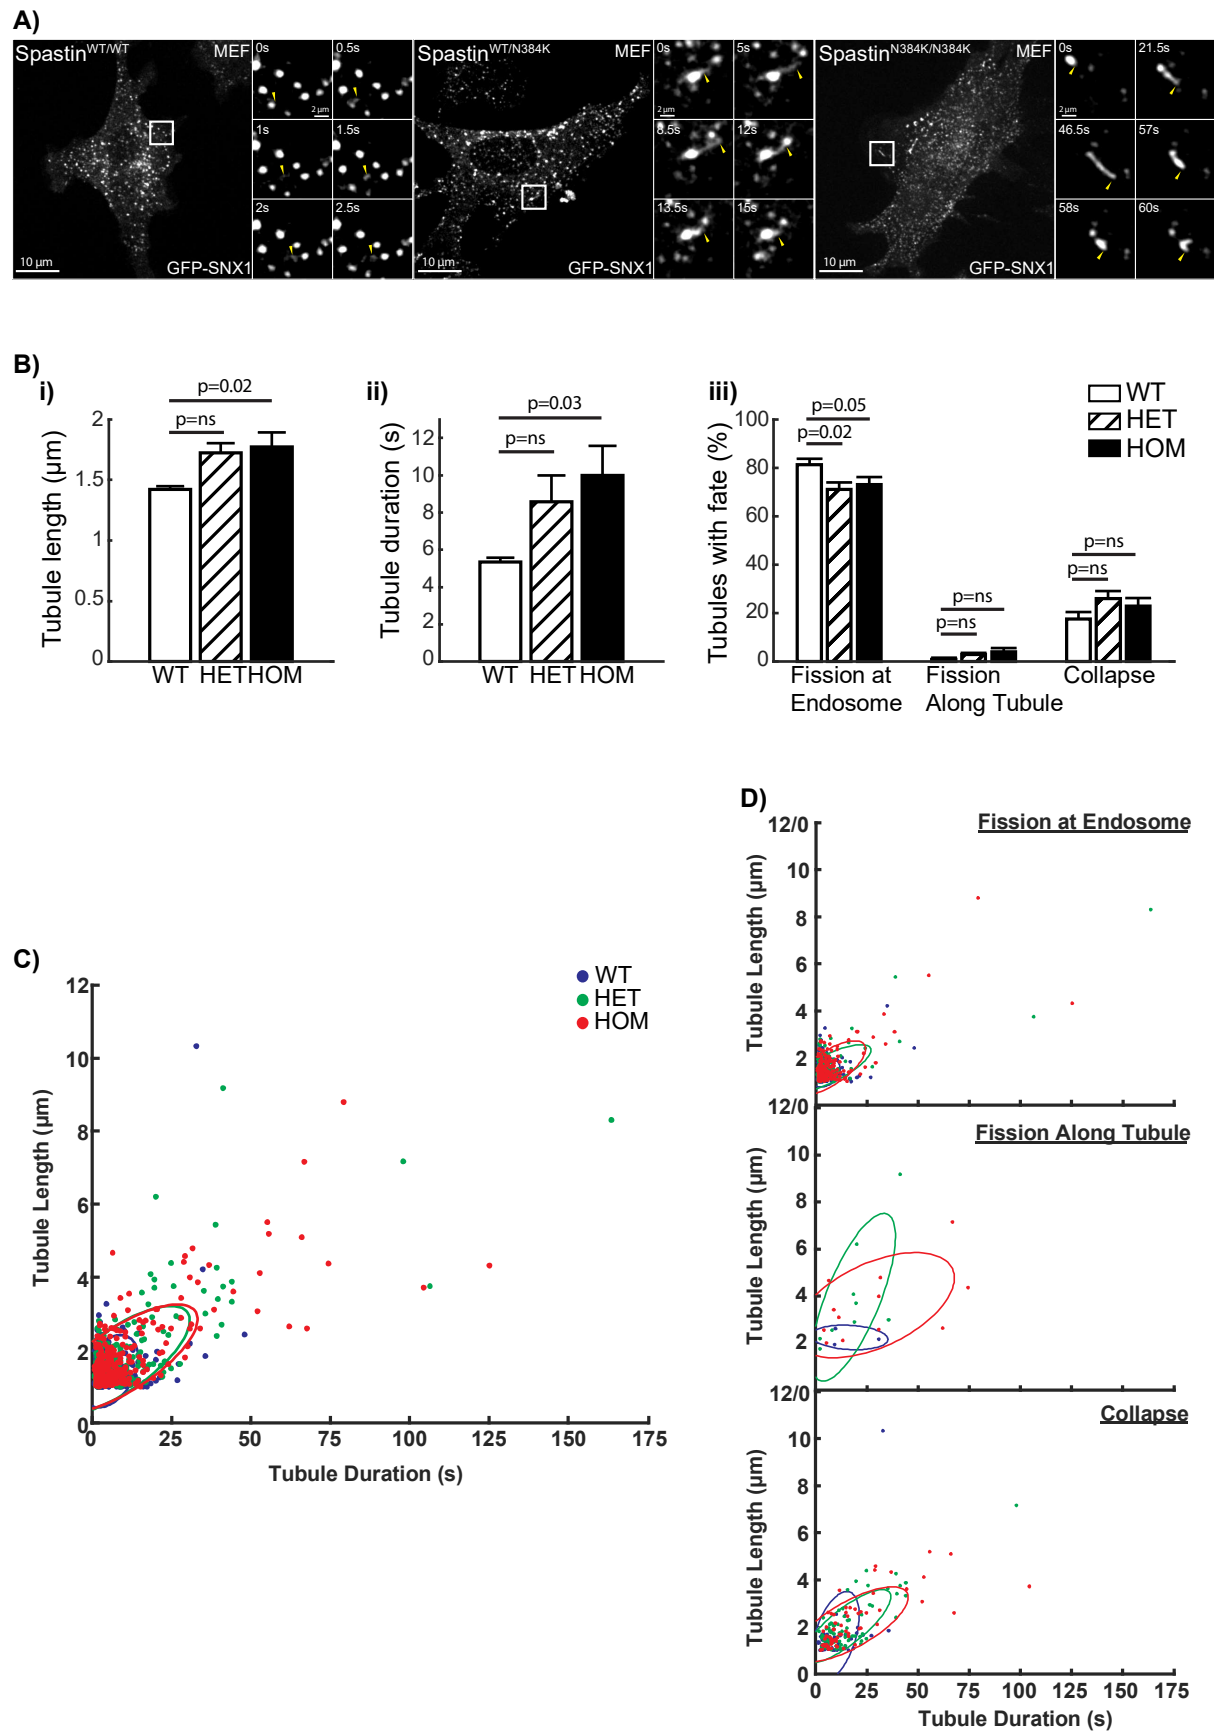 A)
Spastin^WT/WT MEF
0s 0.5s
2 µm
1s 1.5s
2s 2.5s
10 µm GFP-SNX1
Spastin^WT/N384K MEF
0s 5s
2 µm
8.5s 12s
13.5s 15s
10 µm GFP-SNX1
Spastin^N384K/N384K MEF
0s 21.5s
2 µm
46.5s 57s
58s 60s
10 µm GFP-SNX1
B)
i)
Tubule length (µm)
2
1.5
1
0.5
0
p=0.02
p=ns
WT HET HOM
ii)
Tubule duration (s)
12
10
8
6
4
2
0
p=0.03
p=ns
WT HET HOM
iii)
Tubules with fate (%)
100
80
60
40
20
0
p=0.05
p=0.02
p=ns
p=ns
p=ns
p=ns
Fission at
Endosome
Fission
Along Tubule
Collapse
WT
HET
HOM
C)
Tubule Length (µm)
12
10
8
6
4
2
0
0 25 50 75 100 125 150 175
Tubule Duration (s)
WT
HET
HOM
D)
Fission at Endosome
Tubule Length (µm)
12/0
10
8
6
4
2
Fission Along Tubule
Tubule Length (µm)
12/0
10
8
6
4
2
Collapse
Tubule Length (µm)
12/0
10
8
6
4
2
0
0 25 50 75 100 125 150 175
Tubule Duration (s)